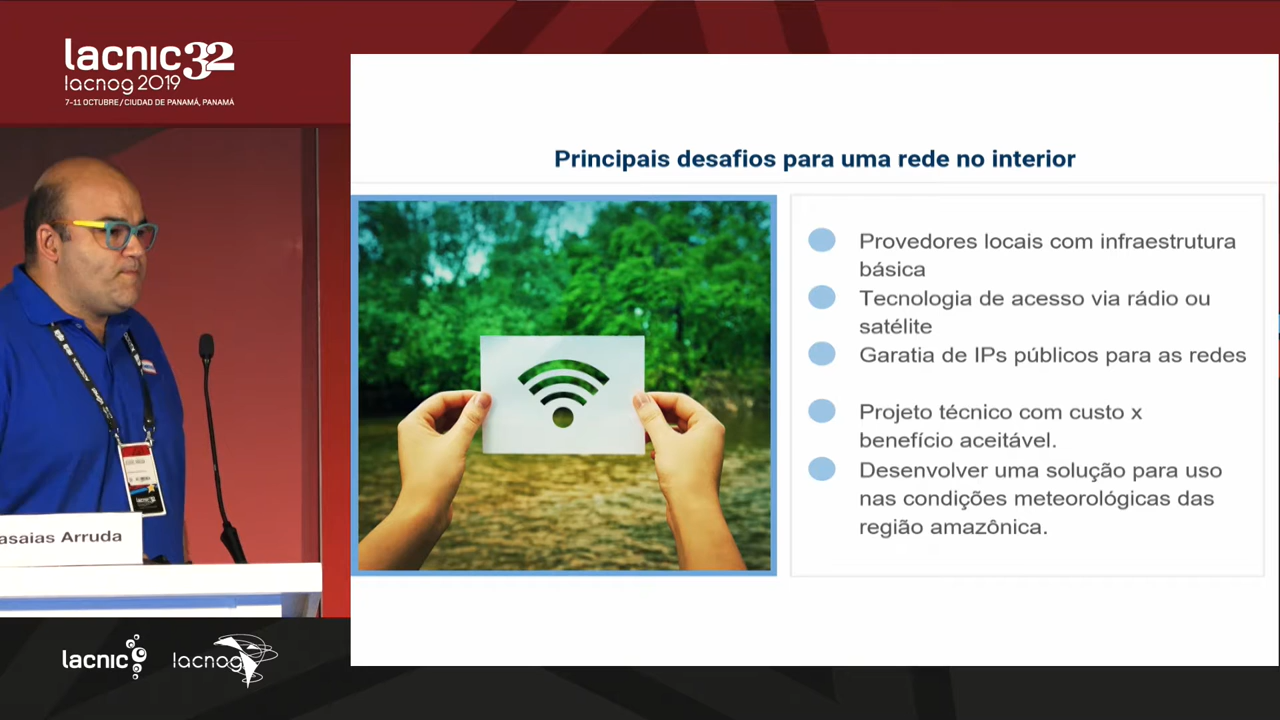 lacnic32
lacnog 2019
7-11 OCTUBRE / CIUDAD DE PANAMÁ, PANAMÁ
Principais desafios para uma rede no interior
Provedores locais com infraestrutura
básica
Tecnologia de acesso via rádio ou
satélite
Garatia de IPs públicos para as redes
Projeto técnico com custo x
benefício aceitável.
Desenvolver uma solução para uso
nas condições meteorológicas das
região amazônica.
asaias Arruda
lacnic
lacnog